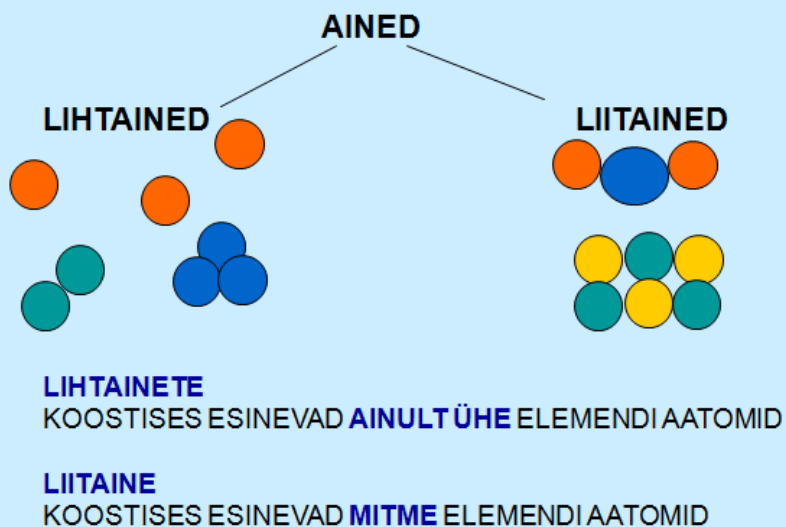 AINED
LIHTAINED
LIITAINED
LIHTAINETE
KOOSTISES ESINEVAD AINULT ÜHE ELEMENDI AATOMID
LIITAINE
KOOSTISES ESINEVAD MITME ELEMENDI AATOMID